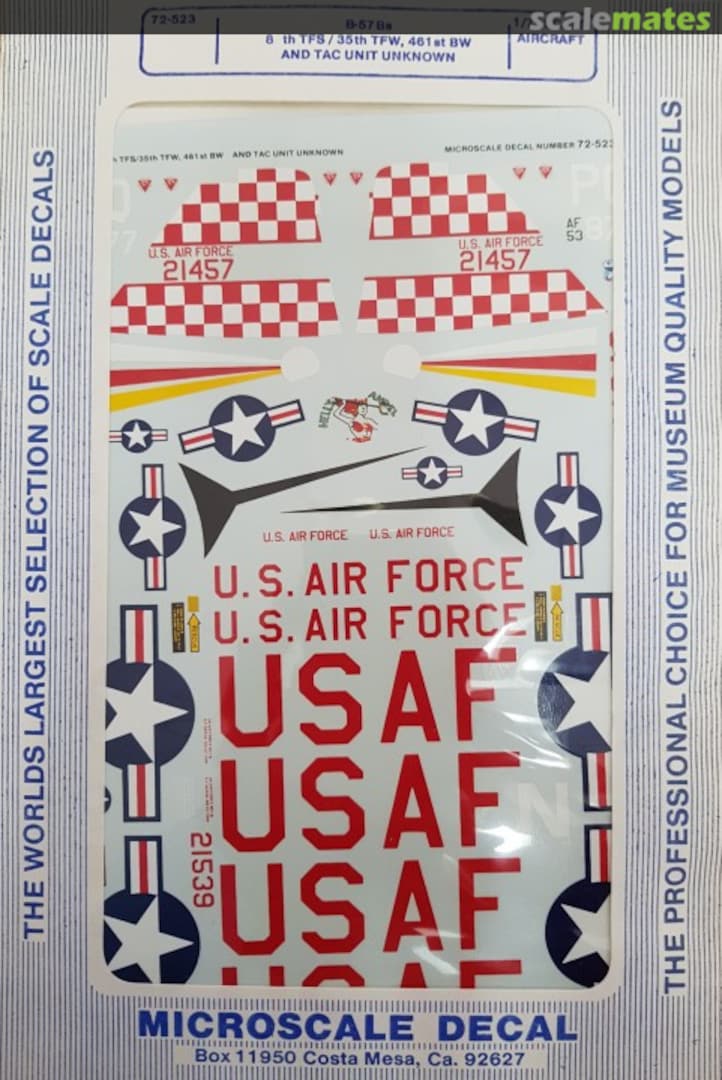 scalemates
72-523
B-57Bs
8 th TFS / 35th TFW, 461st BW
AND TAC UNIT UNKNOWN
AIRCRAFT
TFS/35th TFW, 461st BW AND TAC UNIT UNKNOWN
MICROSCALE DECAL NUMBER 72-523
THE WORLDS LARGEST SELECTION OF SCALE DECALS
THE PROFESSIONAL CHOICE FOR MUSEUM QUALITY MODELS
AF
53
U.S. AIR FORCE
21457
U.S. AIR FORCE
21457
U.S. AIR FORCE
U.S. AIR FORCE
U.S. AIR FORCE
U.S. AIR FORCE
USAF
USAF
N
21539
USAF
USAF
MICROSCALE DECAL
Box 11950 Costa Mesa, Ca. 92627